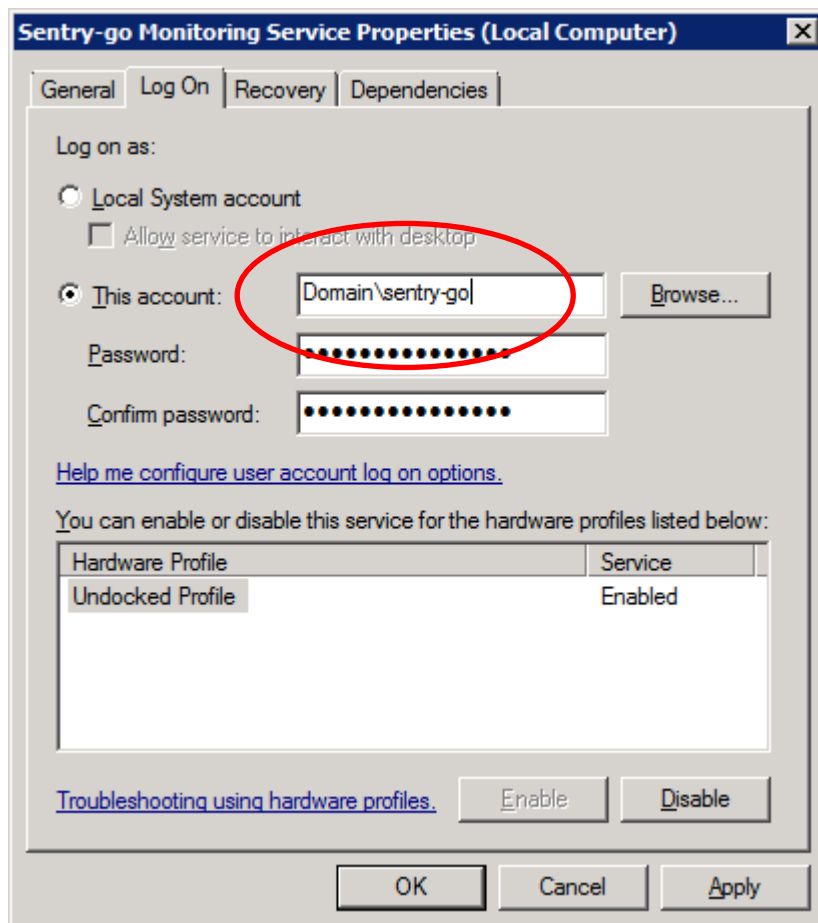 Sentry-go Monitoring Service Properties (Local Computer)
General Log On Recovery Dependencies
Log on as:
Local System account
Allow service to interact with desktop
This account: Domain\sentry-go Browse...
Password: ●●●●●●●●●●●●●●●
Confirm password: ●●●●●●●●●●●●●●●
Help me configure user account log on options.
You can enable or disable this service for the hardware profiles listed below:
Hardware Profile Service
Undocked Profile Enabled
Troubleshooting using hardware profiles. Enable Disable
OK Cancel Apply